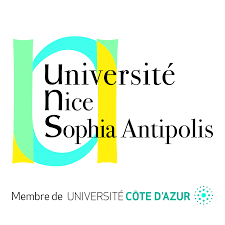 université
nice
sophia Antipolis
Membre de UNIVERSITÉ CÔTE D'AZUR